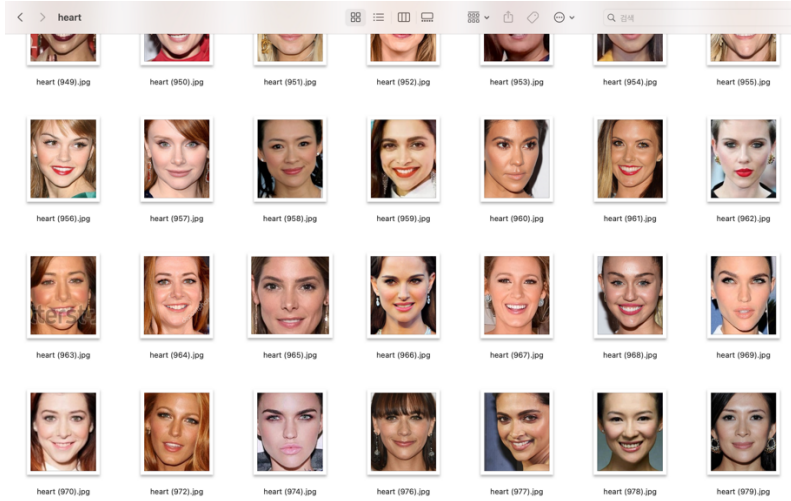 heart
검색
heart (949).jpg heart (950).jpg heart (951).jpg heart (952).jpg heart (953).jpg heart (954).jpg heart (955).jpg
heart (956).jpg heart (957).jpg heart (958).jpg heart (959).jpg heart (960).jpg heart (961).jpg heart (962).jpg
heart (963).jpg heart (964).jpg heart (965).jpg heart (966).jpg heart (967).jpg heart (968).jpg heart (969).jpg
heart (970).jpg heart (972).jpg heart (974).jpg heart (976).jpg heart (977).jpg heart (978).jpg heart (979).jpg